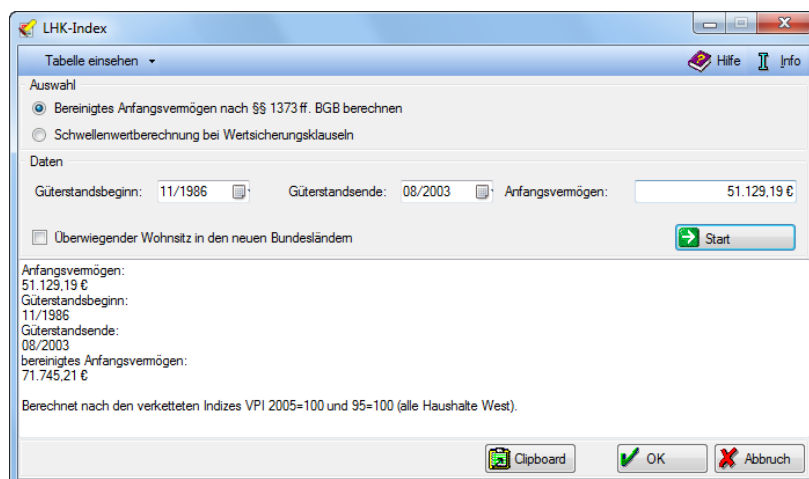 LHK-Index
Tabelle einsehen Hilfe Info
Auswahl
Bereinigtes Anfangsvermögen nach §§ 1373 ff. BGB berechnen
Schwellenwertberechnung bei Wertsicherungsklauseln
Daten
Güterstandsbeginn: 11/1986 Güterstandsende: 08/2003 Anfangsvermögen: 51.129,19 €
Überwiegender Wohnsitz in den neuen Bundesländern Start
Anfangsvermögen:
51.129,19 €
Güterstandsbeginn:
11/1986
Güterstandsende:
08/2003
bereinigtes Anfangsvermögen:
71.745,21 €
Berechnet nach den verketteten Indizes VPI 2005=100 und 95=100 (alle Haushalte West).
Clipboard OK Abbruch